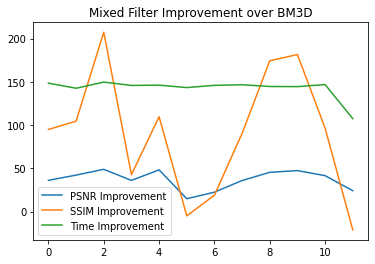 Mixed Filter Improvement over BM3D
200
150
100
50
0
PSNR Improvement
SSIM Improvement
Time Improvement
0 2 4 6 8 10